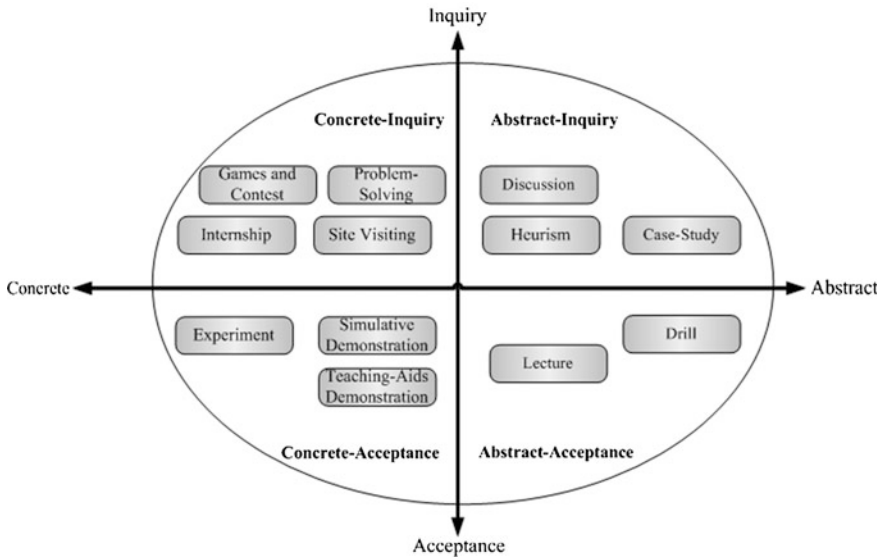 Inquiry
Concrete-Inquiry
Abstract-Inquiry
Games and
Contest
Problem-
Solving
Discussion
Internship
Site Visiting
Heurism
Case-Study
Concrete
Abstract
Experiment
Simulative
Demonstration
Drill
Lecture
Teaching-Aids
Demonstration
Concrete-Acceptance
Abstract-Acceptance
Acceptance